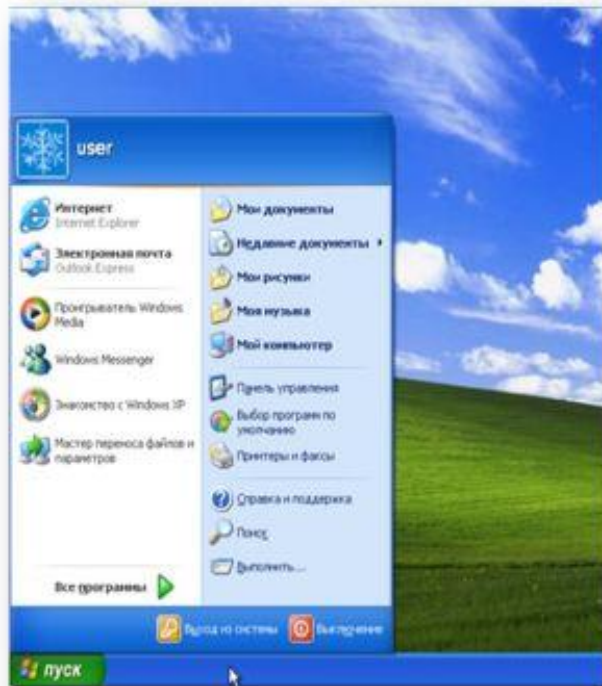 user
Интернет
Internet Explorer
Электронная почта
Outlook Express
Проигрыватель Windows
Media
Windows Messenger
Знакомство с Windows XP
Мастер переноса файлов и
параметров
Все программы
Мои документы
Недавние документы
Мои рисунки
Моя музыка
Мой компьютер
Панель управления
Выбор программ по
умолчанию
Принтеры и факсы
Справка и поддержка
Поиск
Выполнить...
Выход из системы
Выключение
пуск